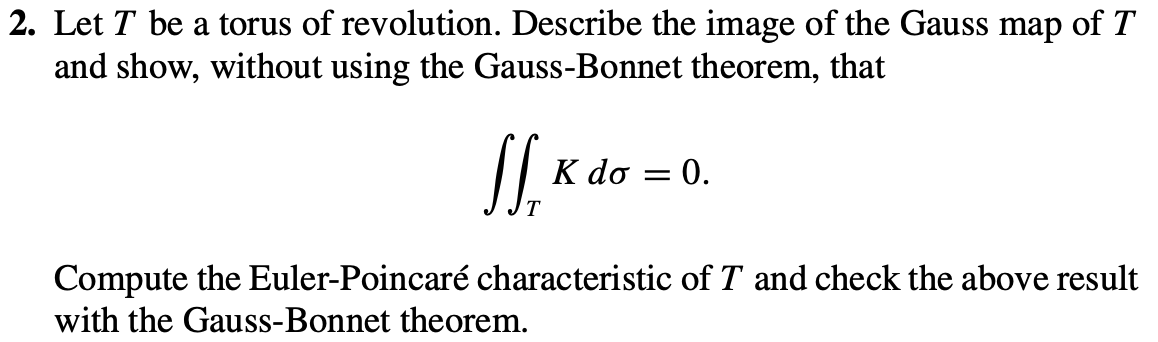 2. Let T be a torus of revolution. Describe the image of the Gauss map of T
and show, without using the Gauss-Bonnet theorem, that
∬_T K dσ = 0.
Compute the Euler-Poincaré characteristic of T and check the above result
with the Gauss-Bonnet theorem.